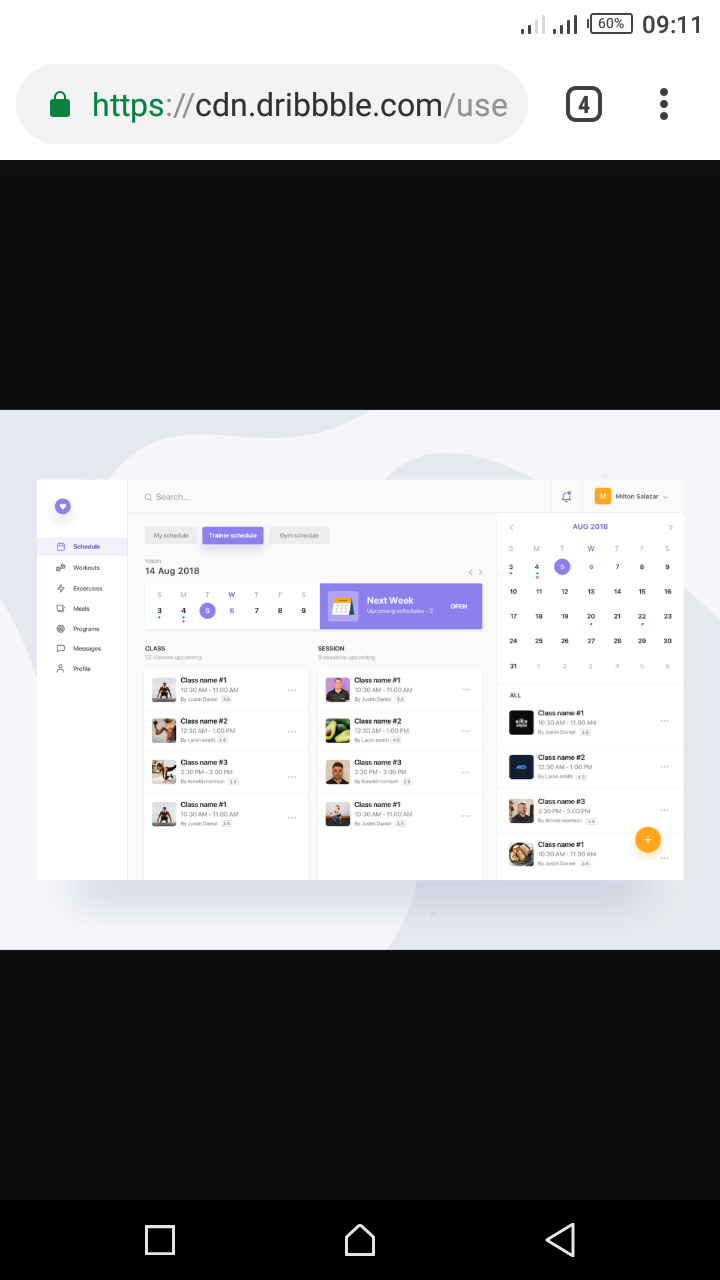 60% 09:11
https://cdn.dribbble.com/use
4
Search...
M Milton Salazar
Schedule
Workouts
Excercises
Meals
Programs
Messages
Profile
My schedule Trainer schedule Gym schedule
TODAY
14 Aug 2018
S M T W T F S
3 4 5 6 7 8 9
Next Week
Upcoming schedules - 2
OPEN
CLASS
12 classes upcoming
Class name #1
10:30 AM - 11.00 AM
By Justin Daniel 3.5
Class name #2
12:30 AM - 1.00 PM
By Laron smith 4.5
Class name #3
2:30 PM - 3.00 PM
By Arnold morrison 3.5
Class name #1
10:30 AM - 11.00 AM
By Justin Daniel 3.5
SESSION
9 sessions upcoming
Class name #1
10:30 AM - 11.00 AM
By Justin Daniel 3.5
Class name #2
12:30 AM - 1.00 PM
By Laron smith 4.5
Class name #3
2:30 PM - 3.00 PM
By Arnold morrison 3.5
Class name #1
10:30 AM - 11.00 AM
By Justin Daniel 3.5
AUG 2018
S M T W T F S
3 4 5 6 7 8 9
10 11 12 13 14 15 16
17 18 19 20 21 22 23
24 25 26 27 28 29 30
31 1 2 3 4 5 6
ALL
Class name #1
10:30 AM - 11.00 AM
By Justin Daniel 3.5
Class name #2
12:30 AM - 1.00 PM
By Laron smith 4.5
Class name #3
2:30 PM - 3.00 PM
By Arnold morrison 3.5
Class name #1
10:30 AM - 11.00 AM
By Justin Daniel 3.5